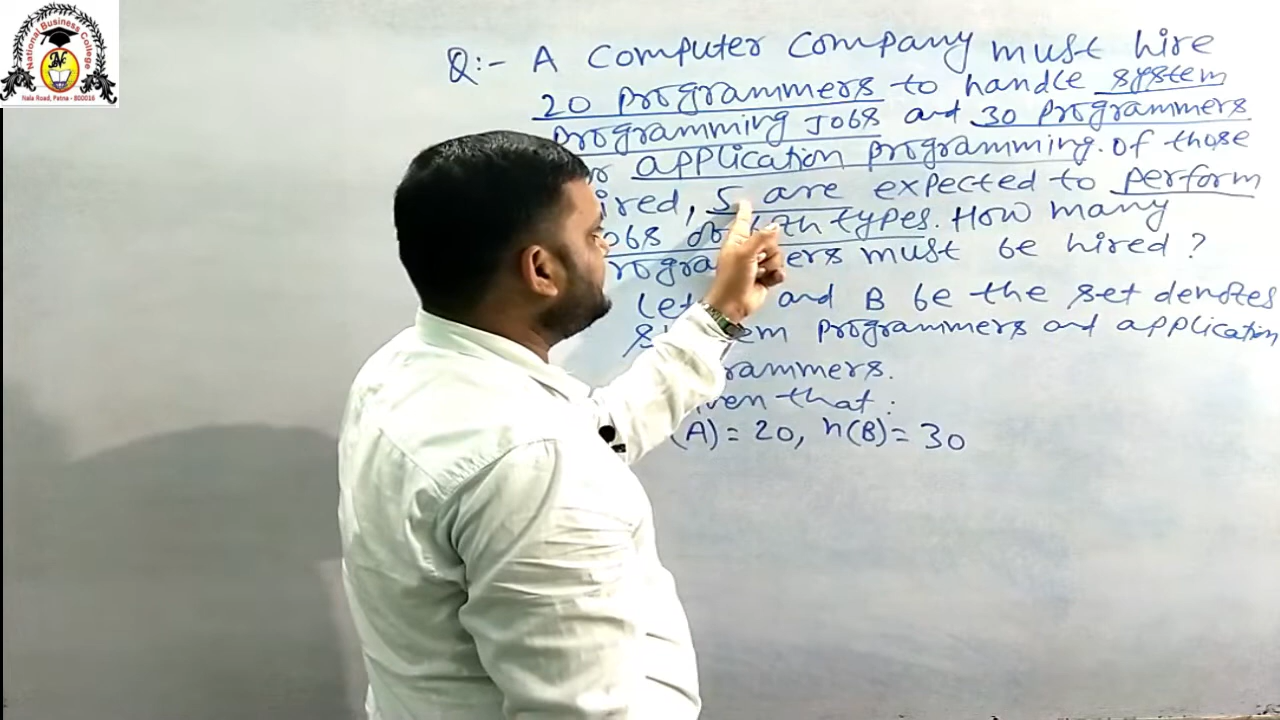 National Business College
NBC
Nala Road, Patna - 800016
Q:- A Computer Company must hire
20 programmers to handle system
programming Jobs and 30 programmers
application programming. Of those
5 are expected to perform
types. How many
must be hired?
and B be the set denotes
programmers and application
that:
(A) = 20, n(B) = 30